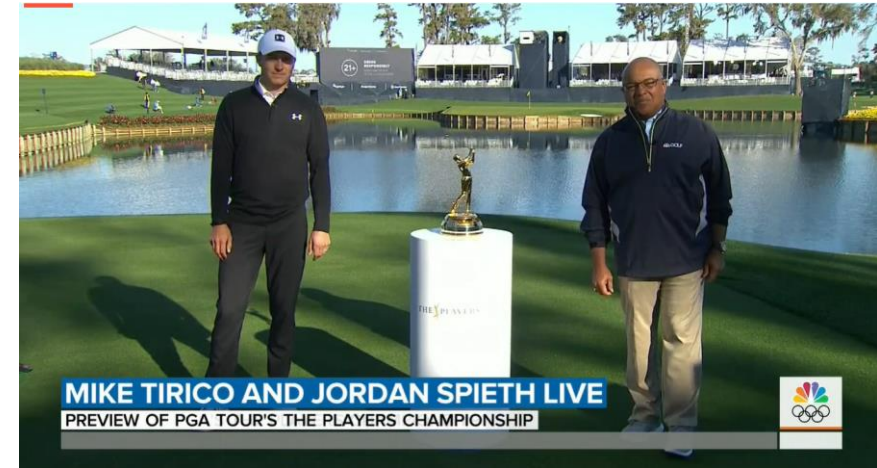 21+
THE PLAYERS
MIKE TIRICO AND JORDAN SPIETH LIVE
PREVIEW OF PGA TOUR'S THE PLAYERS CHAMPIONSHIP